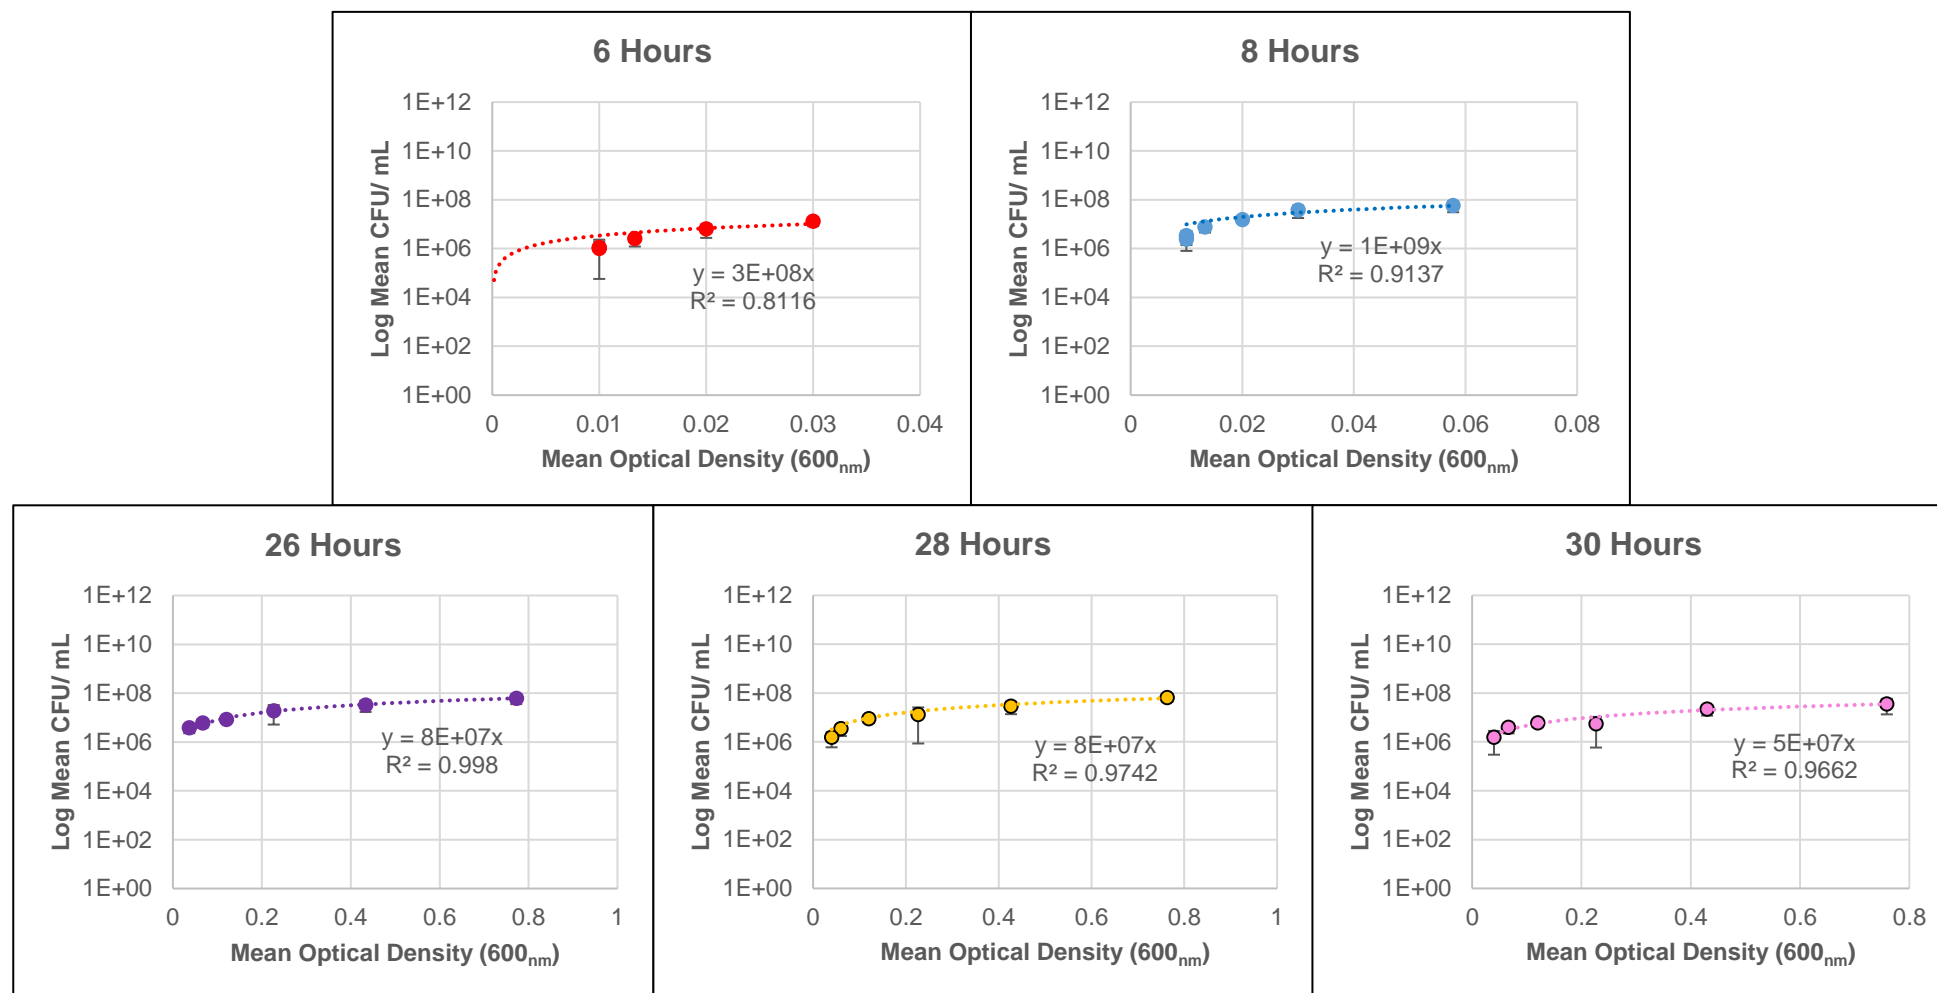 6 Hours
1E+12
1E+10
1E+08
1E+06
1E+04
1E+02
1E+00
Log Mean CFU/ mL
y = 3E+08x
R² = 0.8116
0 0.01 0.02 0.03 0.04
Mean Optical Density (600nm)
8 Hours
1E+12
1E+10
1E+08
1E+06
1E+04
1E+02
1E+00
Log Mean CFU/ mL
y = 1E+09x
R² = 0.9137
0 0.02 0.04 0.06 0.08
Mean Optical Density (600nm)
26 Hours
1E+12
1E+10
1E+08
1E+06
1E+04
1E+02
1E+00
Log Mean CFU/ mL
y = 8E+07x
R² = 0.998
0 0.2 0.4 0.6 0.8 1
Mean Optical Density (600nm)
28 Hours
1E+12
1E+10
1E+08
1E+06
1E+04
1E+02
1E+00
Log Mean CFU/ mL
y = 8E+07x
R² = 0.9742
0 0.2 0.4 0.6 0.8 1
Mean Optical Density (600nm)
30 Hours
1E+12
1E+10
1E+08
1E+06
1E+04
1E+02
1E+00
Log Mean CFU/ mL
y = 5E+07x
R² = 0.9662
0 0.2 0.4 0.6 0.8
Mean Optical Density (600nm)